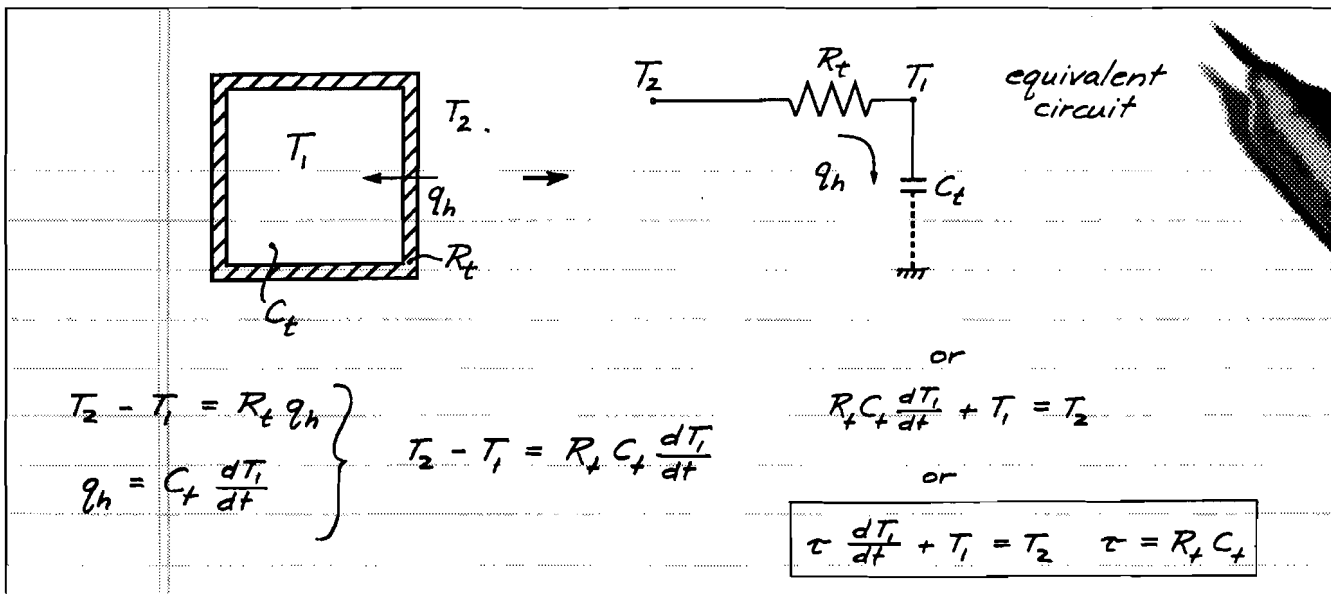 T₂ R_t T₁ equivalent
circuit
T₁ T₂ .
q_h q_h C_t
R_t
C_t
or
T₂ - T₁ = R_t q_h R_t C_t dT₁/dt + T₁ = T₂
T₂ - T₁ = R_t C_t dT₁/dt
q_h = C_t dT₁/dt
or
τ dT₁/dt + T₁ = T₂ τ = R_t C_t